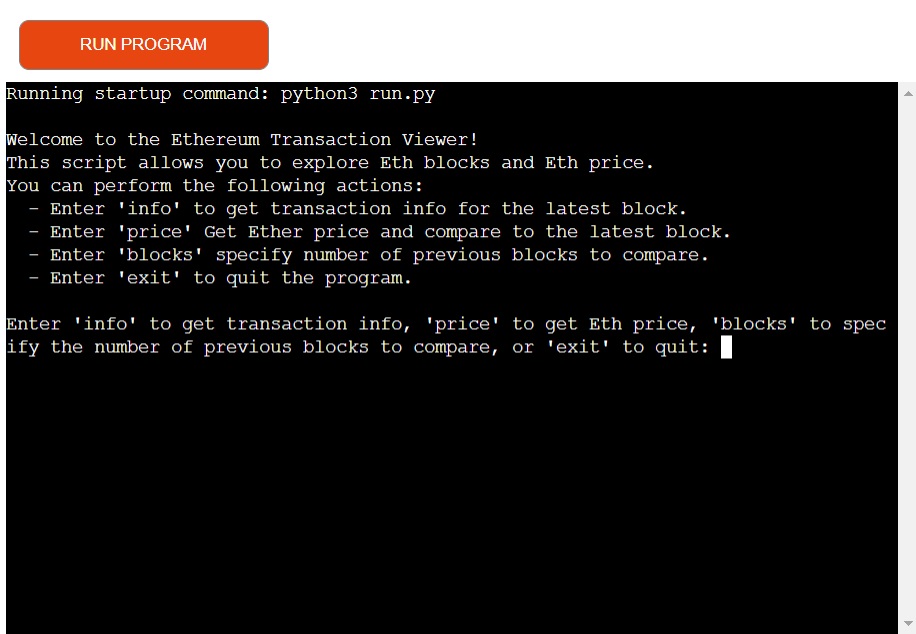 RUN PROGRAM
Running startup command: python3 run.py
Welcome to the Ethereum Transaction Viewer!
This script allows you to explore Eth blocks and Eth price.
You can perform the following actions:
- Enter 'info' to get transaction info for the latest block.
- Enter 'price' Get Ether price and compare to the latest block.
- Enter 'blocks' specify number of previous blocks to compare.
- Enter 'exit' to quit the program.
Enter 'info' to get transaction info, 'price' to get Eth price, 'blocks' to spec
ify the number of previous blocks to compare, or 'exit' to quit: